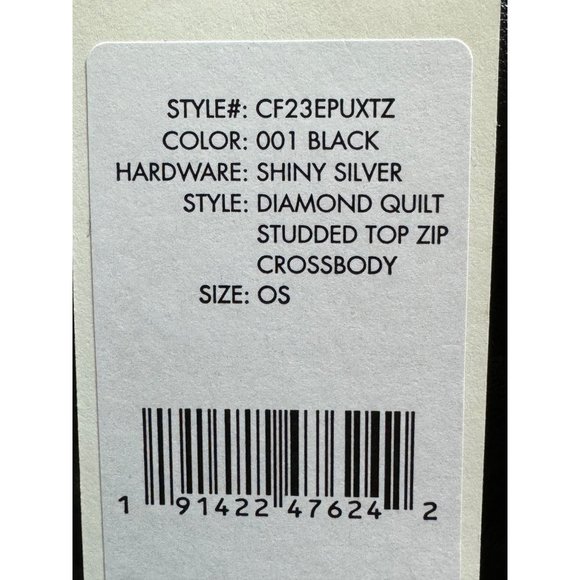 STYLE#: CF23EPUXTZ
COLOR: 001 BLACK
HARDWARE: SHINY SILVER
STYLE: DIAMOND QUILT
STUDDED TOP ZIP
CROSSBODY
SIZE: OS
1 91422 47624 2